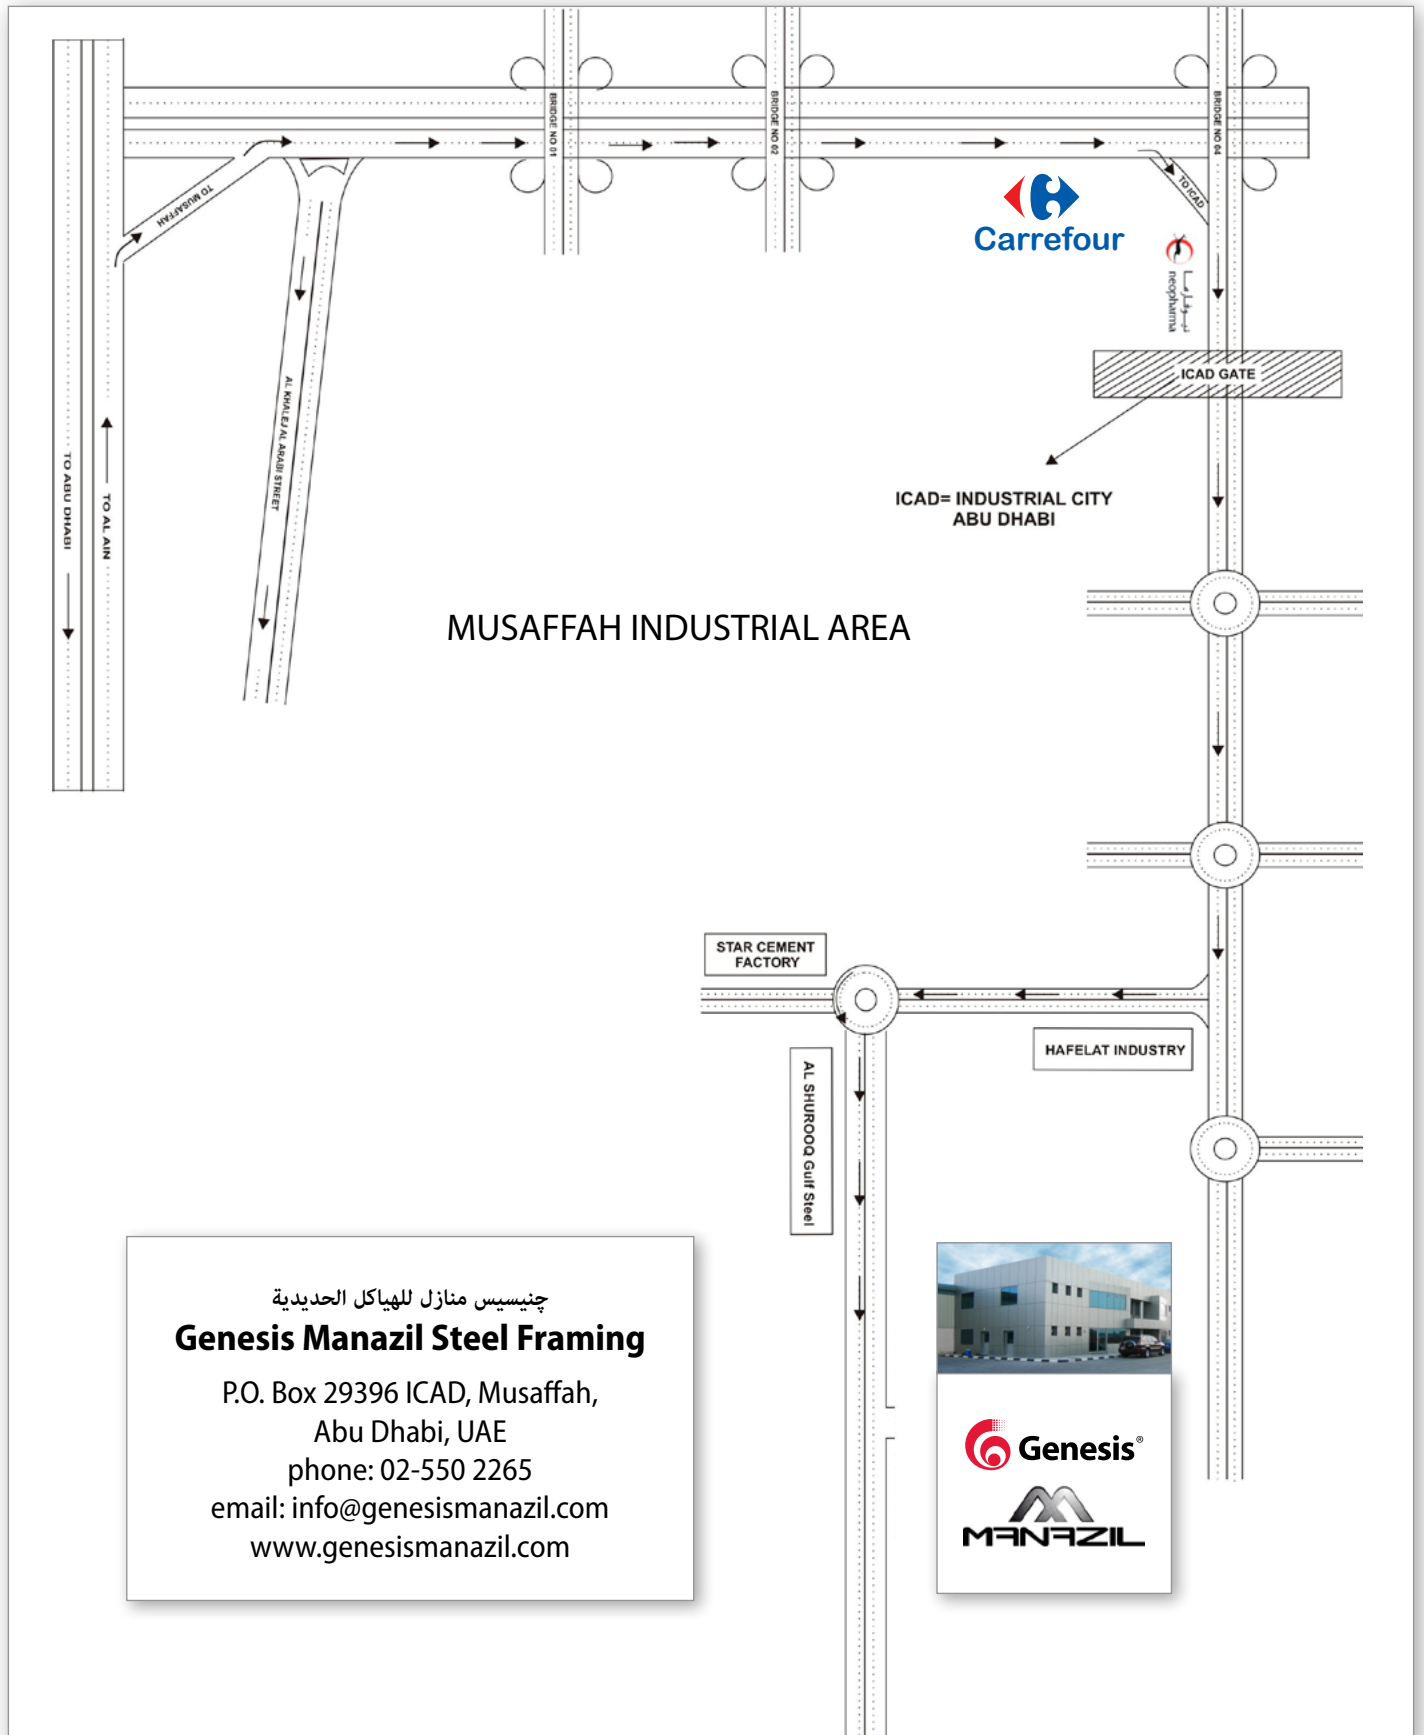 BRIDGE NO 01
BRIDGE NO 02
BRIDGE NO 04
TO MUSAFFAH
TO ICAD
Carrefour
نيوفارما
neopharma
ICAD GATE
AL KHALEJ AL ARABI STREET
TO ABU DHABI
TO AL AIN
ICAD= INDUSTRIAL CITY
ABU DHABI
MUSAFFAH INDUSTRIAL AREA
STAR CEMENT
FACTORY
HAFELAT INDUSTRY
AL SHUROOQ Gulf Steel
چنيسيس منازل للهياكل الحديدية
Genesis Manazil Steel Framing
P.O. Box 29396 ICAD, Musaffah,
Abu Dhabi, UAE
phone: 02-550 2265
email: info@genesismanazil.com
www.genesismanazil.com
Genesis®
MANAZIL